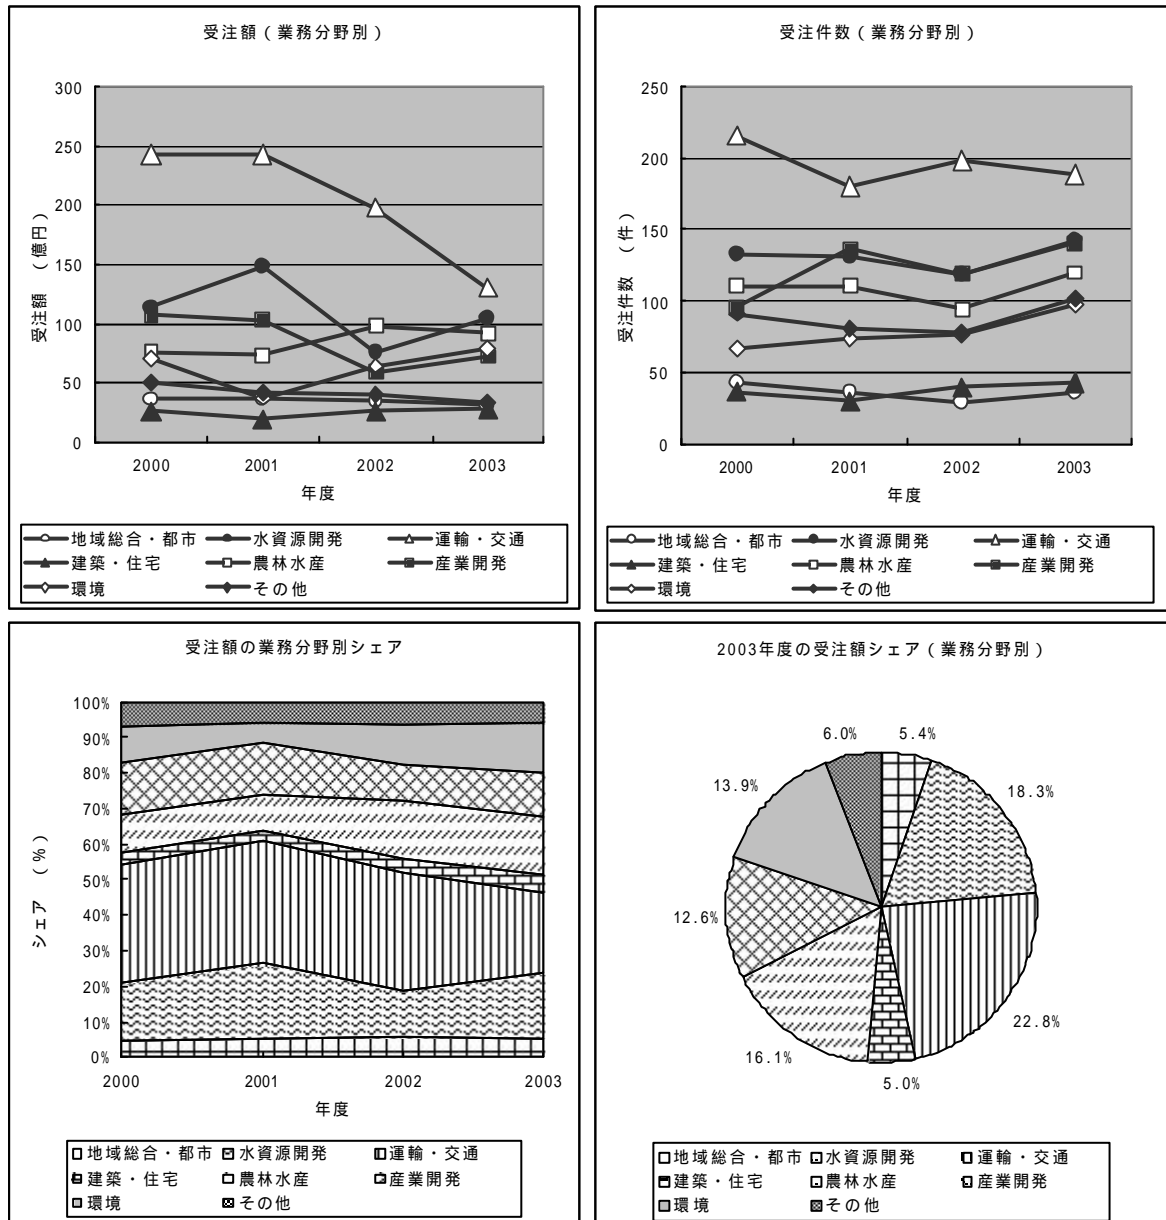 受注額（業務分野別）
300
250
200
150
100
50
0
受注額 （億円）
2000 2001 2002 2003
年度
地域総合・都市 水資源開発 運輸・交通
建築・住宅 農林水産 産業開発
環境 その他
受注件数（業務分野別）
250
200
150
100
50
0
受注件数 （件）
2000 2001 2002 2003
年度
地域総合・都市 水資源開発 運輸・交通
建築・住宅 農林水産 産業開発
環境 その他
受注額の業務分野別シェア
100%
90%
80%
70%
60%
50%
40%
30%
20%
10%
0%
シェア （%）
2000 2001 2002 2003
年度
地域総合・都市 水資源開発 運輸・交通
建築・住宅 農林水産 産業開発
環境 その他
2003年度の受注額シェア（業務分野別）
6.0% 5.4%
13.9% 18.3%
12.6%
22.8%
16.1%
5.0%
地域総合・都市 水資源開発 運輸・交通
建築・住宅 農林水産 産業開発
環境 その他